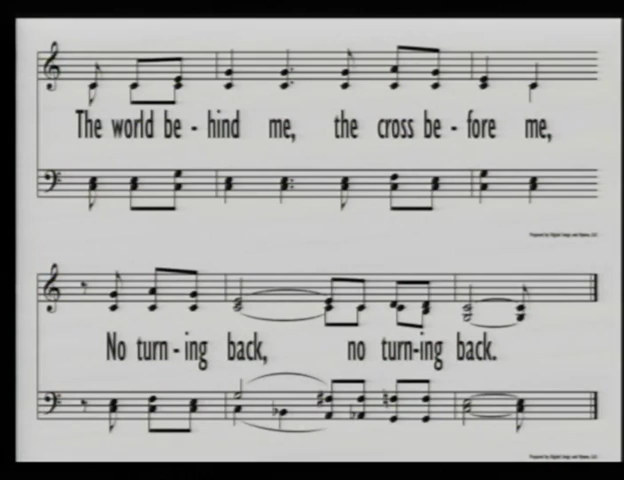 The world be - hind me, the cross be - fore me,
No turn - ing back, no turn-ing back.